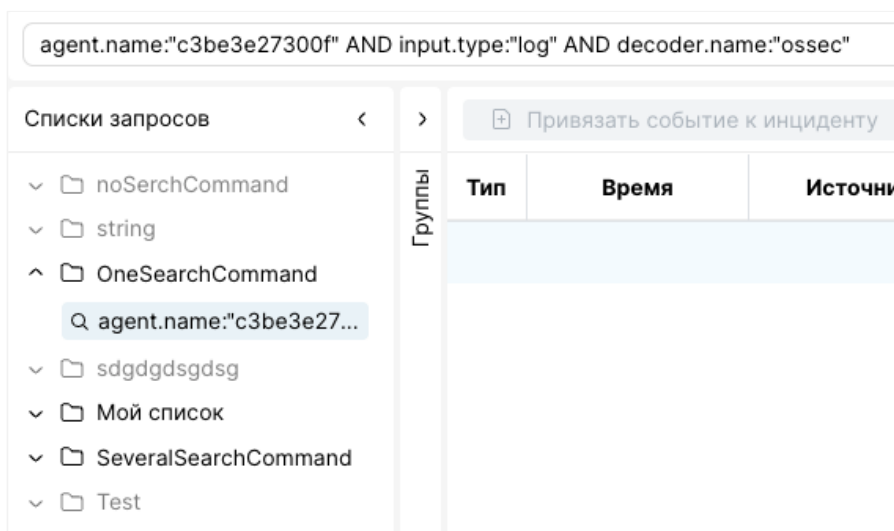 agent.name:"c3be3e27300f" AND input.type:"log" AND decoder.name:"ossec"
Списки запросов
Привязать событие к инциденту
noSerchCommand
string
OneSearchCommand
agent.name:"c3be3e27...
sdgdgdsgdsg
Мой список
SeveralSearchCommand
Test
Группы
Тип Время